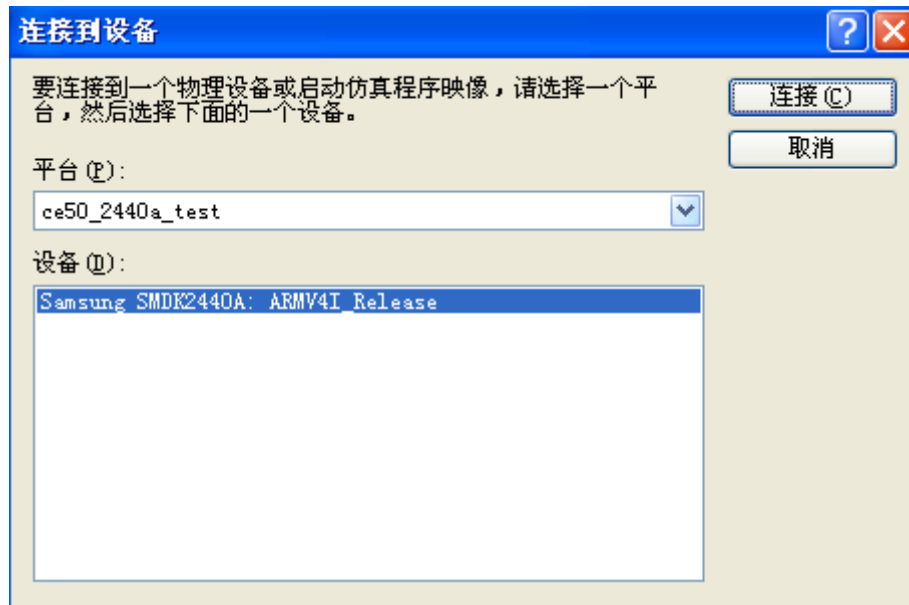 连接到设备
要连接到一个物理设备或启动仿真程序映像，请选择一个平
台，然后选择下面的一个设备。
连接(C)
取消
平台(P):
ce50_2440a_test
设备(D):
Samsung SMDK2440A: ARMV4I_Release